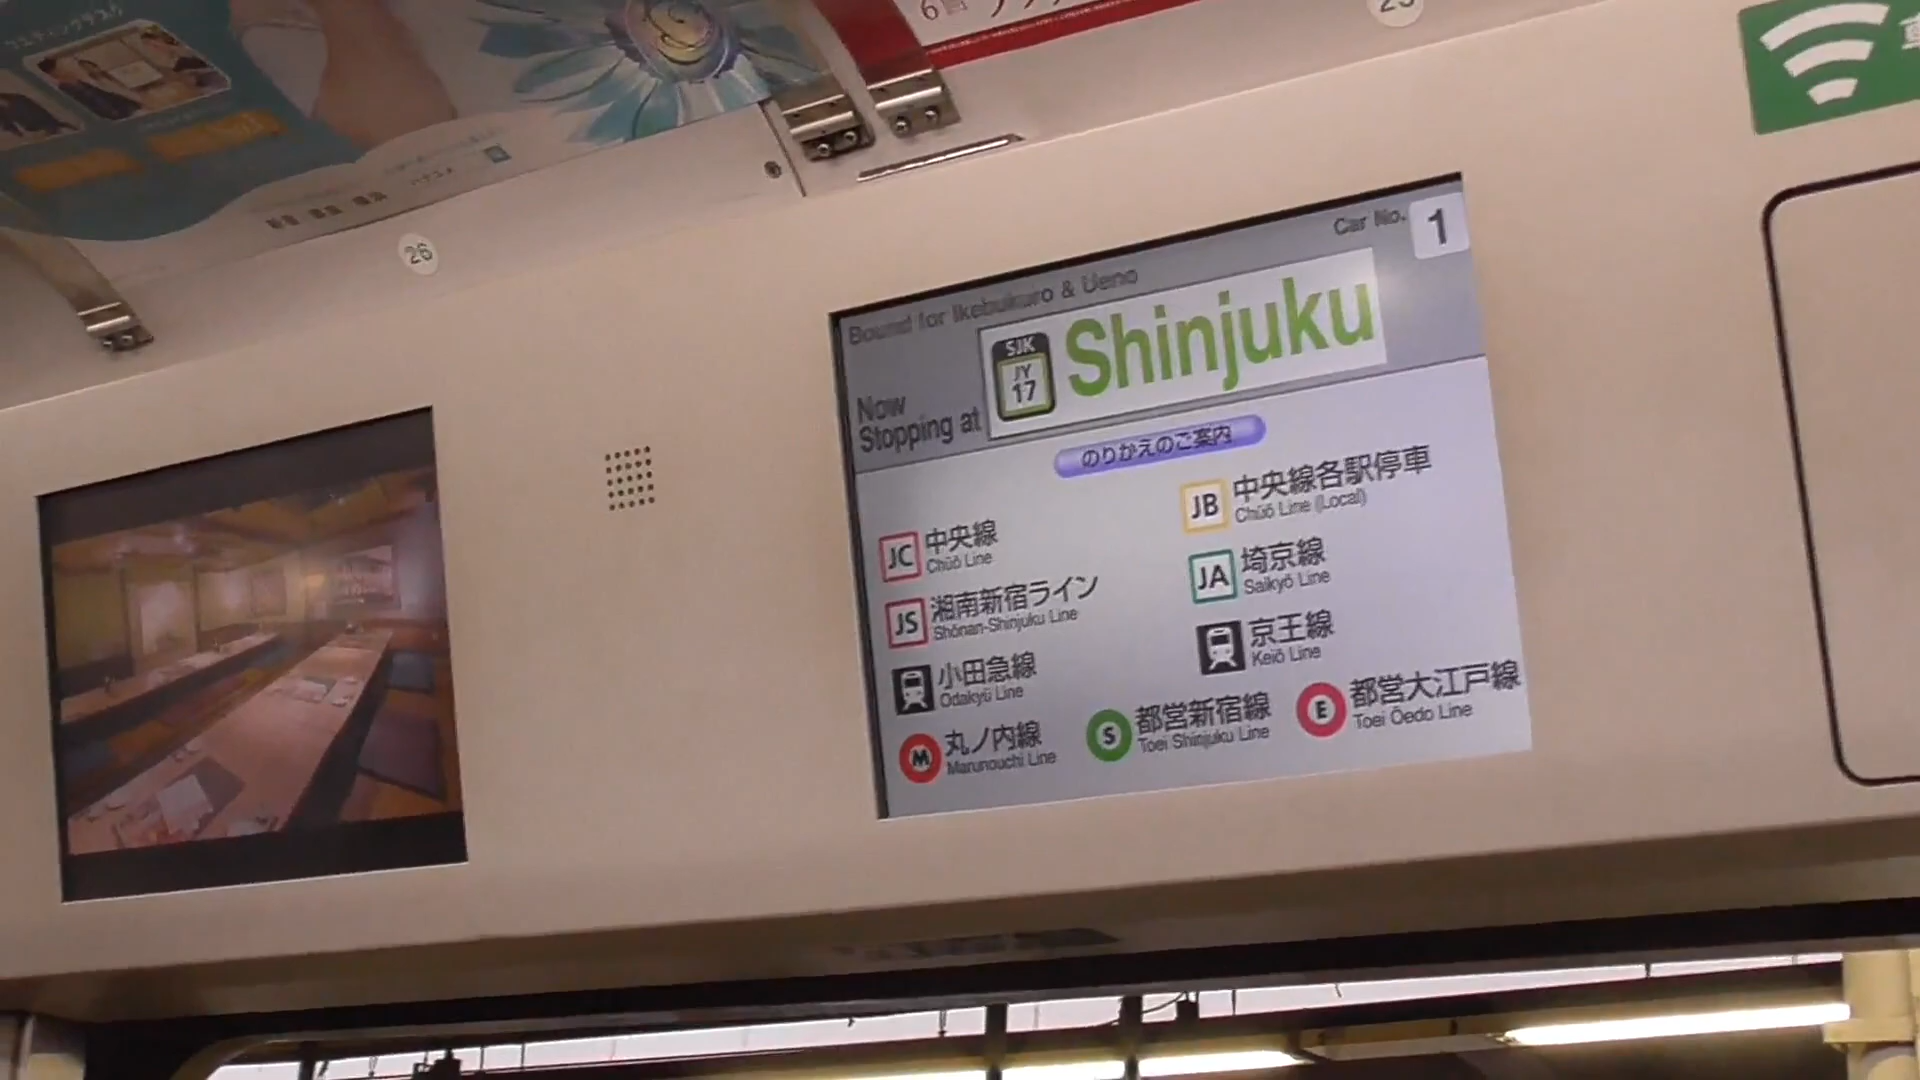 26
Car No. 1
Bound for Ikebukuro & Ueno
Now
Stopping at
SJK
JY
17
Shinjuku
のりかえのご案内
JC 中央線
Chūō Line
JB 中央線各駅停車
Chūō Line (Local)
JS 湘南新宿ライン
Shōnan-Shinjuku Line
JA 埼京線
Saikyō Line
小田急線
Odakyū Line
京王線
Keiō Line
M 丸ノ内線
Marunouchi Line
S 都営新宿線
Toei Shinjuku Line
E 都営大江戸線
Toei Ōedo Line